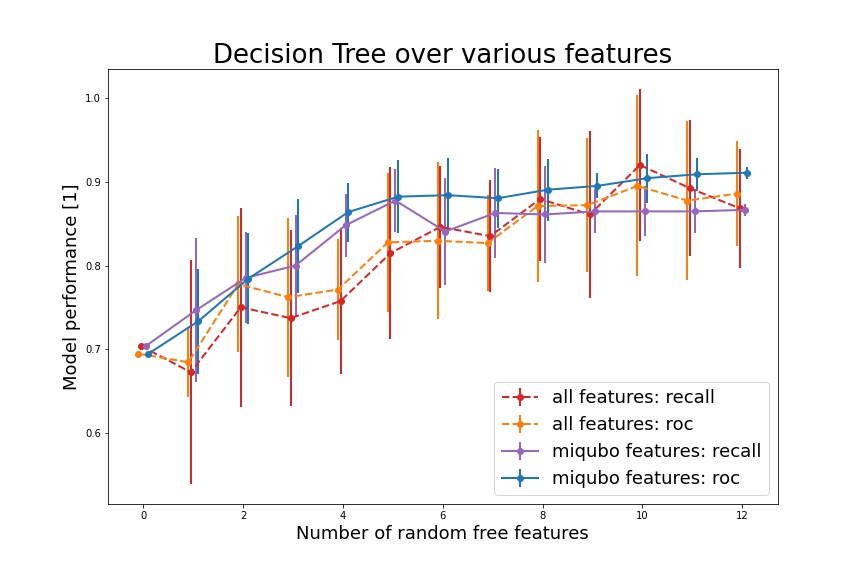 Decision Tree over various features
Model performance [1]
1.0
0.9
0.8
0.7
0.6
0 2 4 6 8 10 12
Number of random free features
all features: recall
all features: roc
miqubo features: recall
miqubo features: roc